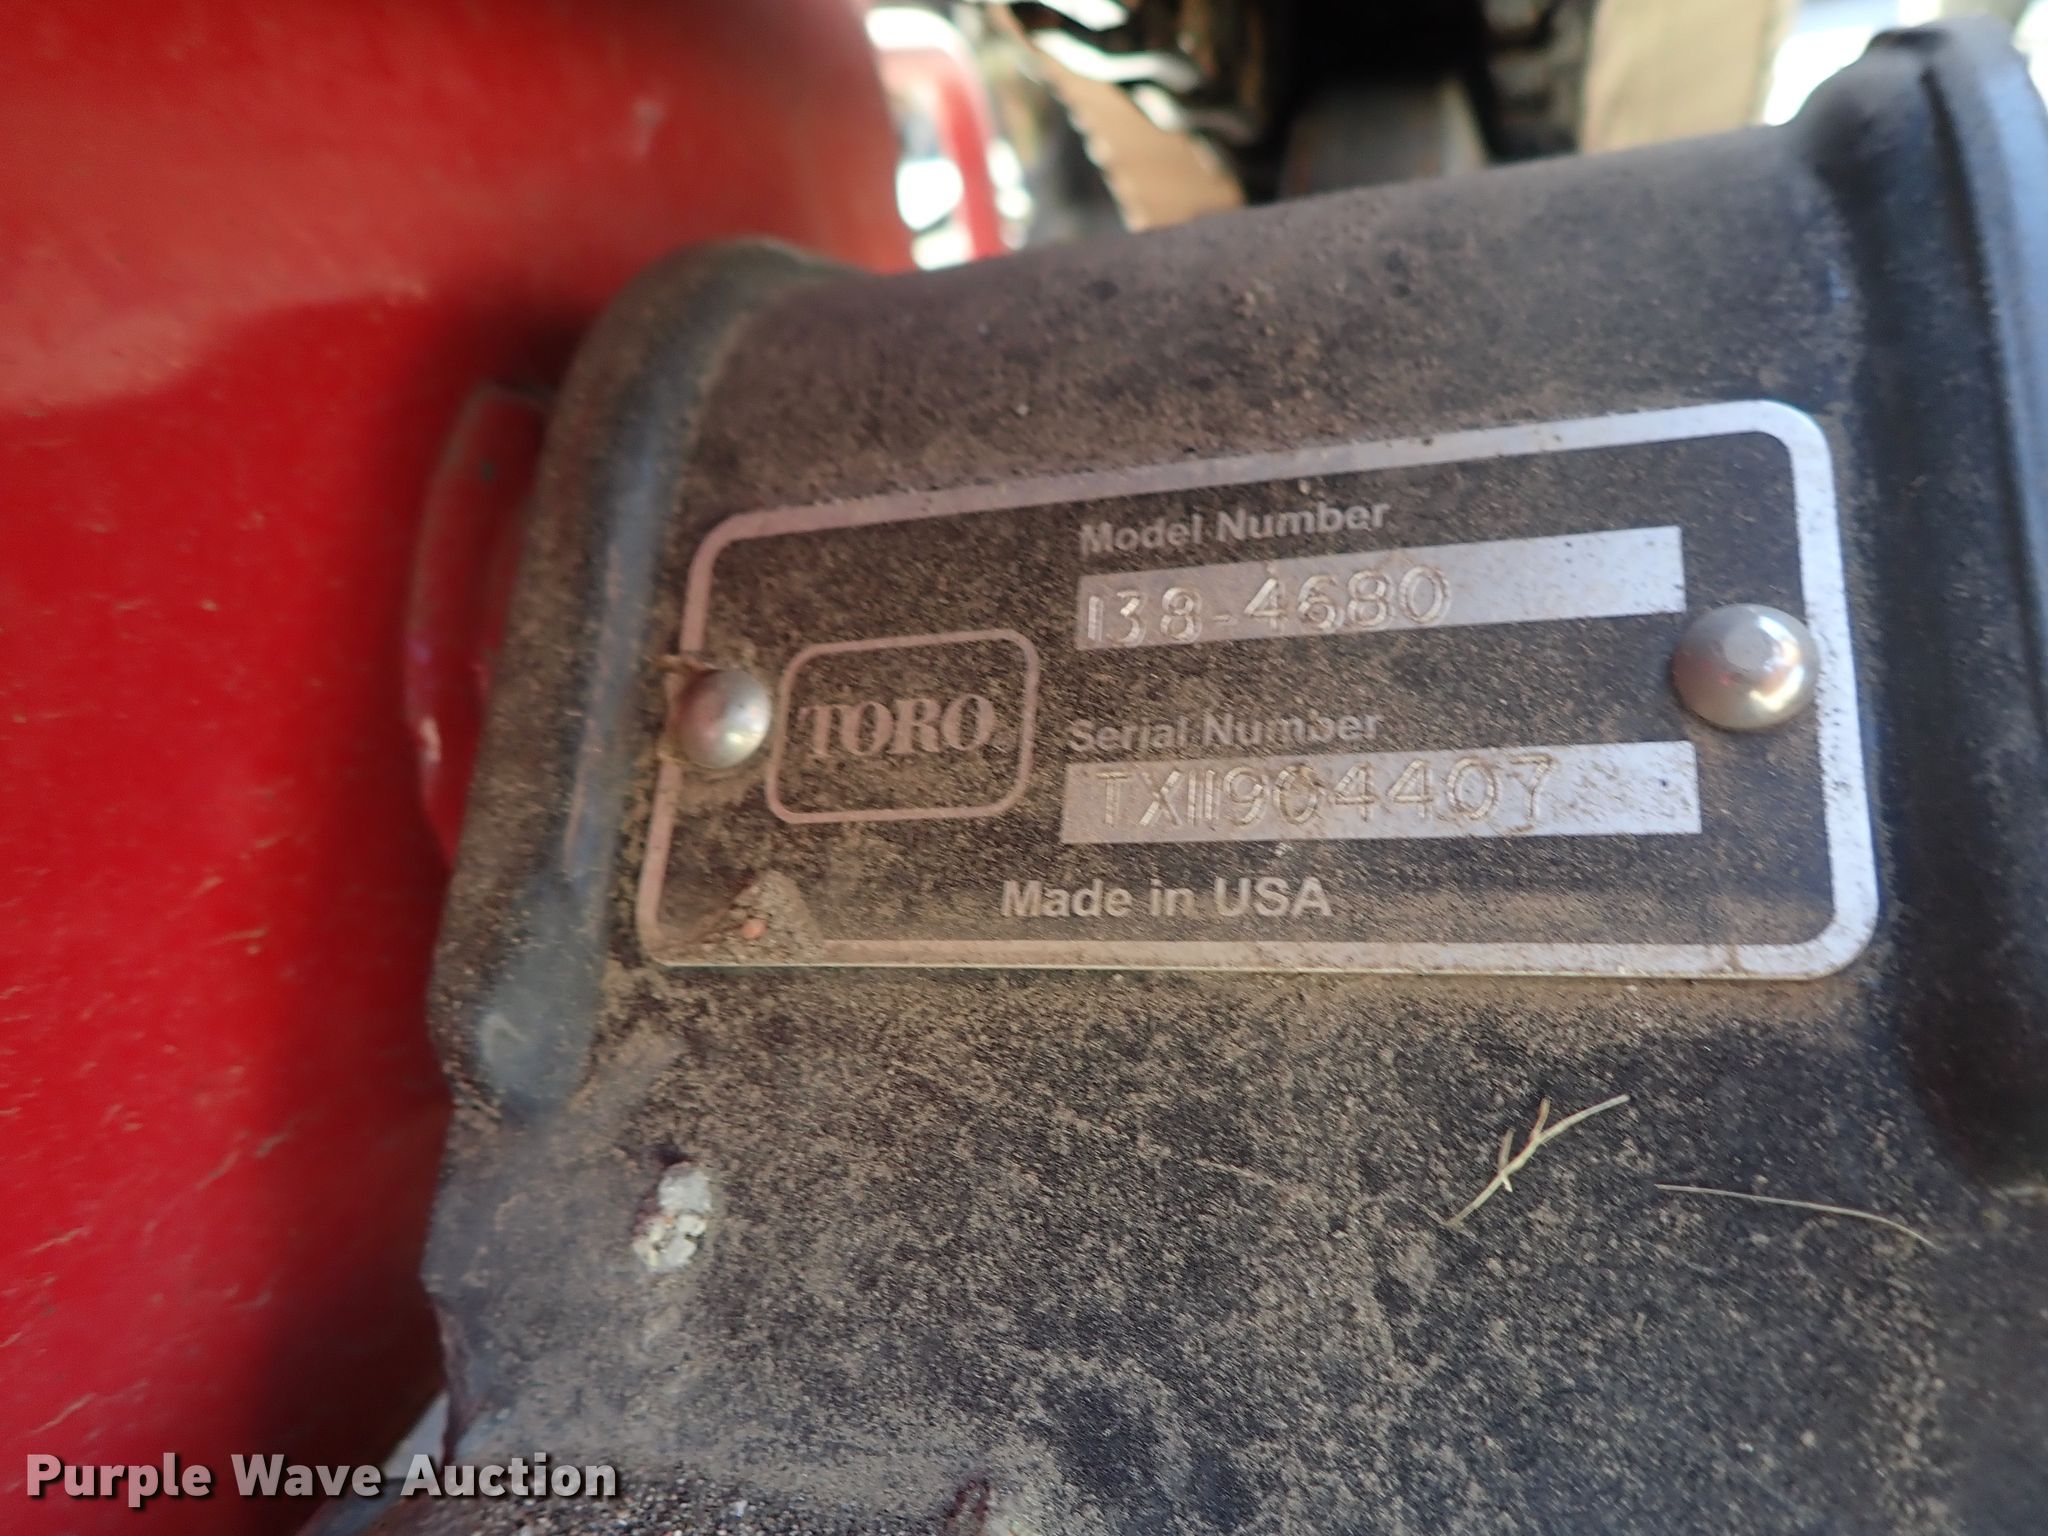 Model Number
138-4680
TORO
Serial Number
TX11904407
Made in USA
Purple Wave Auction